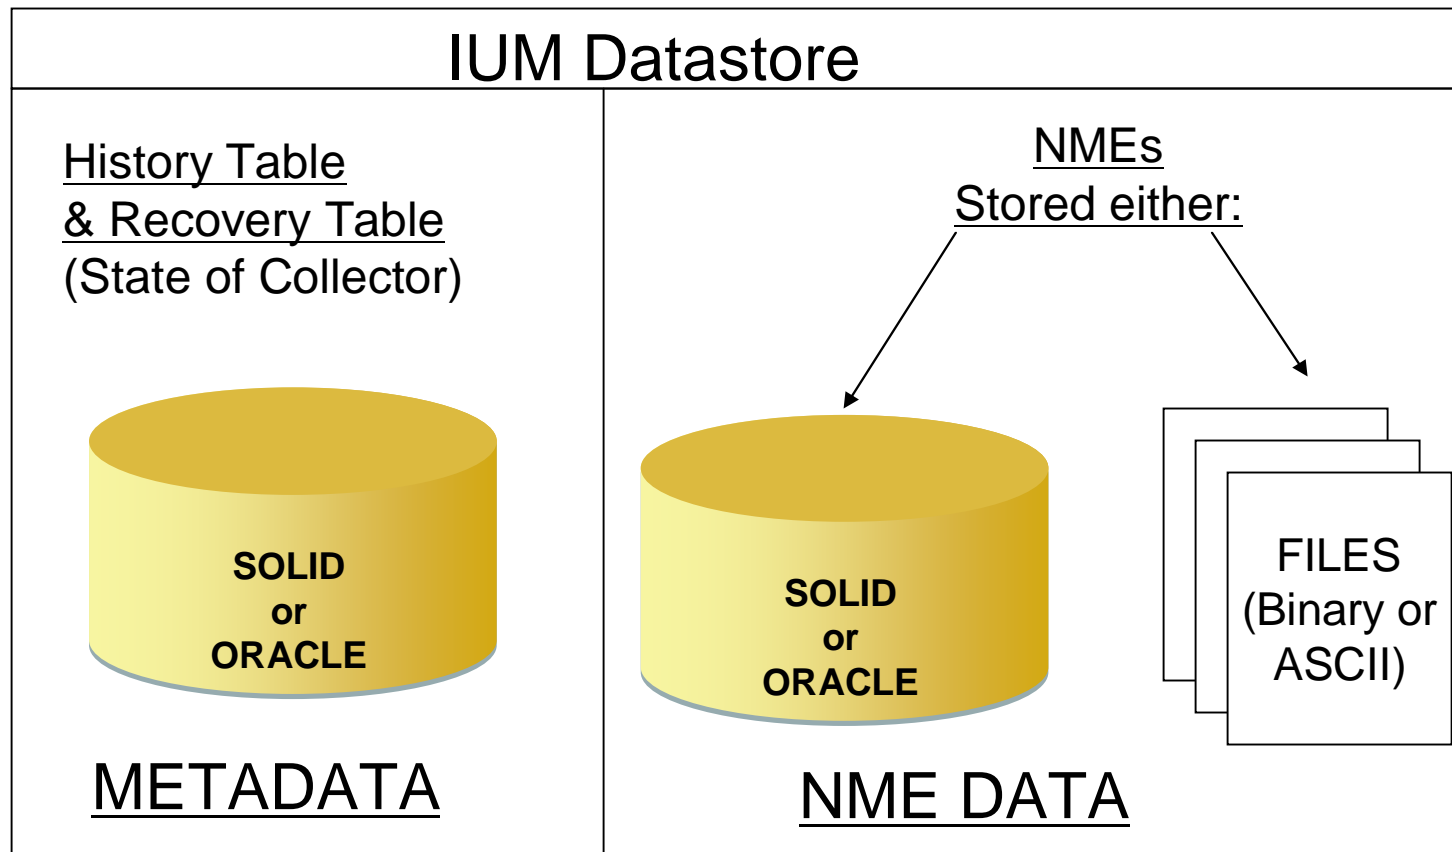 IUM Datastore
History Table
& Recovery Table
(State of Collector)
SOLID
or
ORACLE
METADATA
NMEs
Stored either:
SOLID
or
ORACLE
FILES
(Binary or
ASCII)
NME DATA